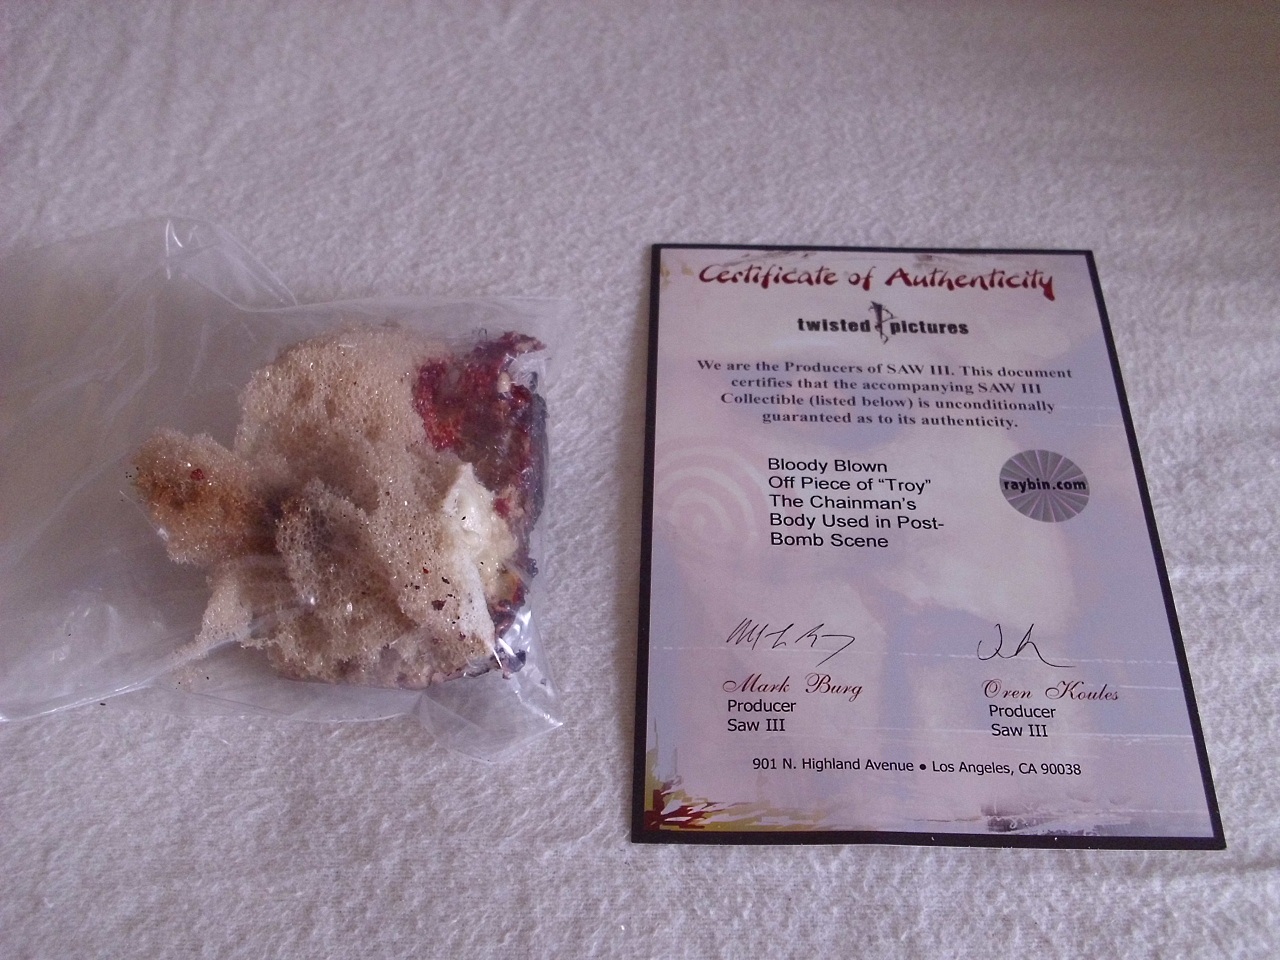 Certificate of Authenticity
twisted pictures
We are the Producers of SAW III. This document
certifies that the accompanying SAW III
Collectible (listed below) is unconditionally
guaranteed as to its authenticity.
Bloody Blown
Off Piece of "Troy"
The Chainman's
Body Used in Post-
Bomb Scene
raybin.com
Mark Burg
Producer
Saw III
Oren Koules
Producer
Saw III
901 N. Highland Avenue ● Los Angeles, CA 90038